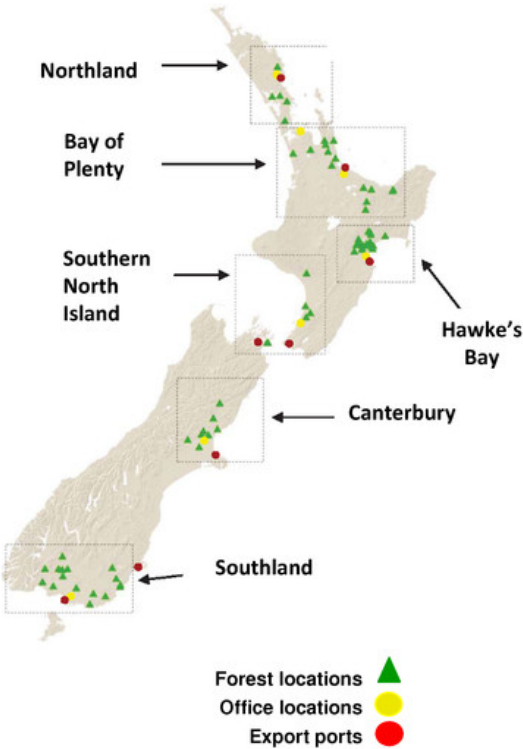 Northland
Bay of
Plenty
Southern
North
Island
Hawke's
Bay
Canterbury
Southland
Forest locations
Office locations
Export ports